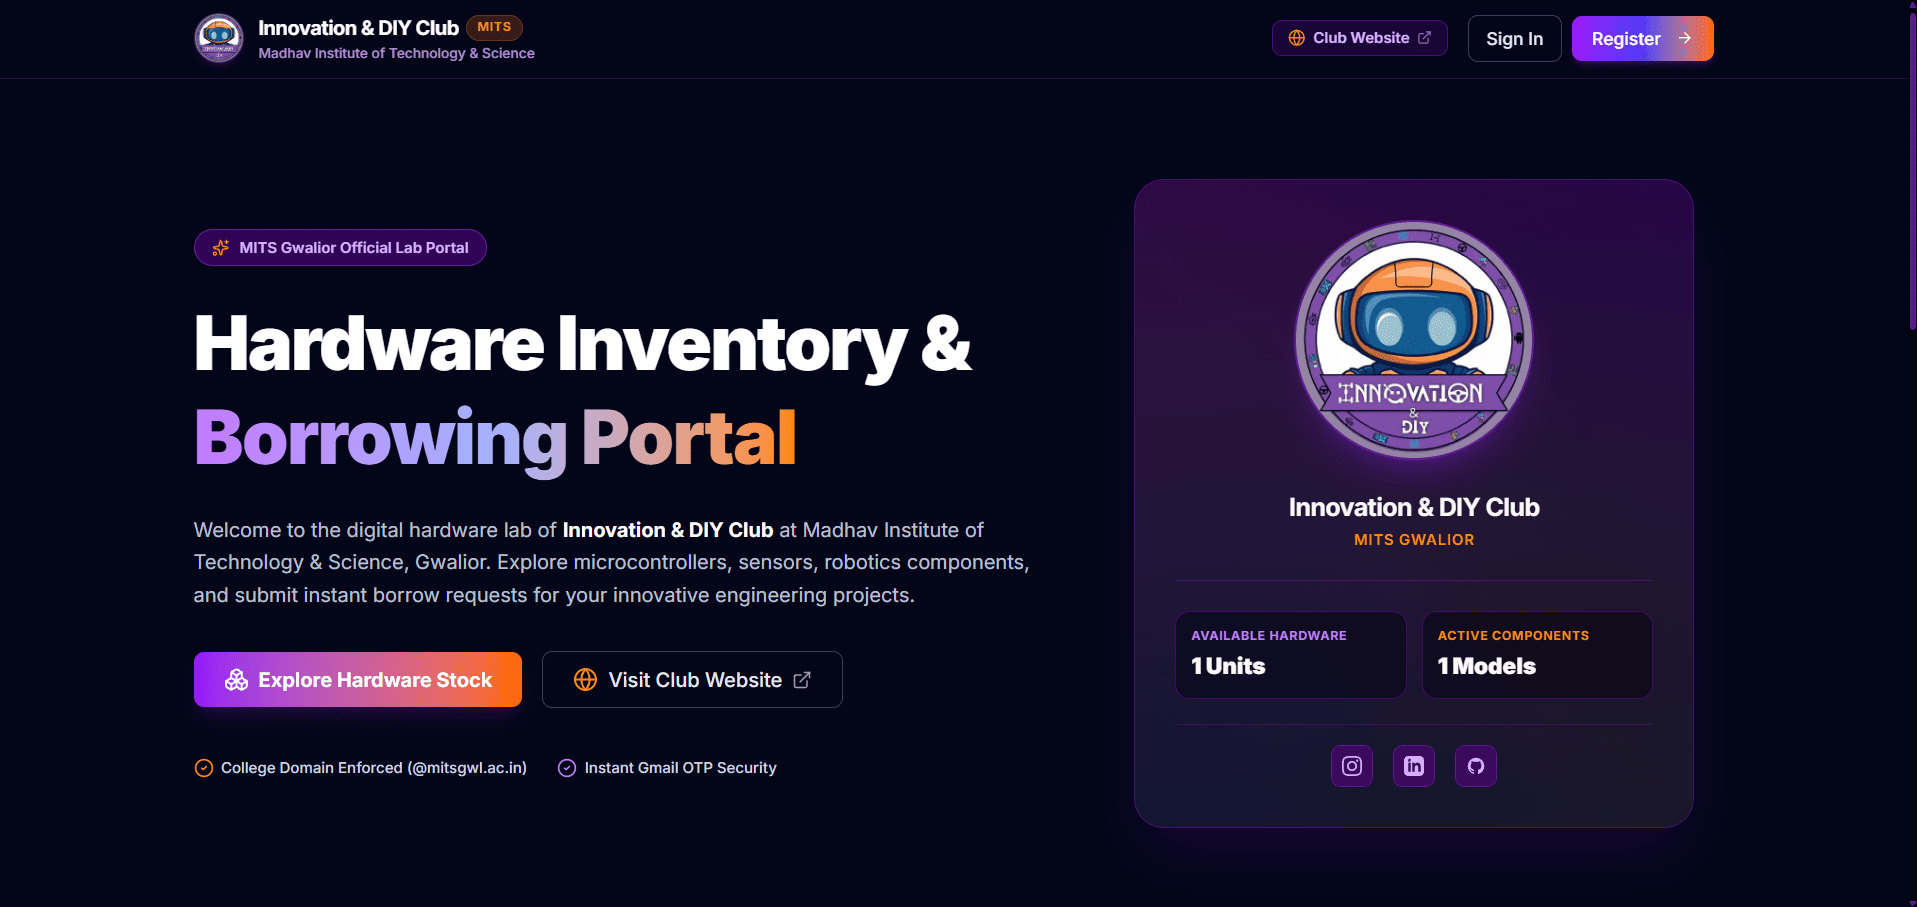 Innovation & DIY Club MITS
Madhav Institute of Technology & Science
Club Website
Sign In
Register
MITS Gwalior Official Lab Portal
Hardware Inventory &
Borrowing Portal
Welcome to the digital hardware lab of Innovation & DIY Club at Madhav Institute of
Technology & Science, Gwalior. Explore microcontrollers, sensors, robotics components,
and submit instant borrow requests for your innovative engineering projects.
Explore Hardware Stock
Visit Club Website
College Domain Enforced (@mitsgwl.ac.in)
Instant Gmail OTP Security
INNOVATION
&
DIY
Innovation & DIY Club
MITS GWALIOR
AVAILABLE HARDWARE
1 Units
ACTIVE COMPONENTS
1 Models